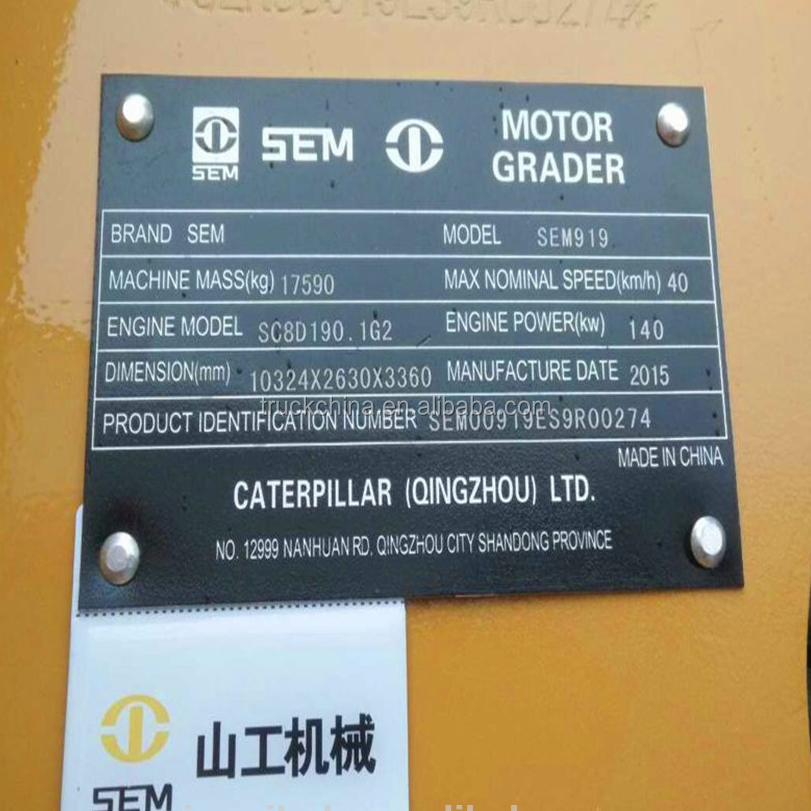 SEM SEM MOTOR
GRADER
BRAND SEM MODEL SEM919
MACHINE MASS(kg) 17590 MAX NOMINAL SPEED(km/h) 40
ENGINE MODEL SC8D190.1G2 ENGINE POWER(kw) 140
DIMENSION(mm) 10324X2630X3360 MANUFACTURE DATE 2015
truckchina.en.alibaba.com
PRODUCT IDENTIFICATION NUMBER SEM00919ES9R00274
MADE IN CHINA
CATERPILLAR (QINGZHOU) LTD.
NO. 12999 NANHUAN RD. QINGZHOU CITY SHANDONG PROVINCE
山工机械
SEM